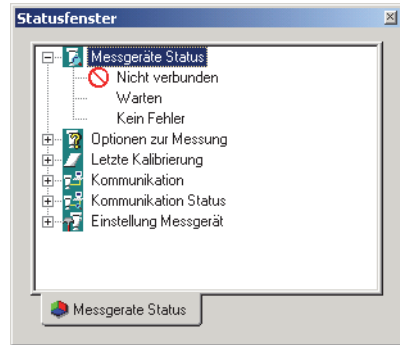 Statusfenster
Messgeräte Status
Nicht verbunden
Warten
Kein Fehler
Optionen zur Messung
Letzte Kalibrierung
Kommunikation
Kommunikation Status
Einstellung Messgerät
Messgerate Status